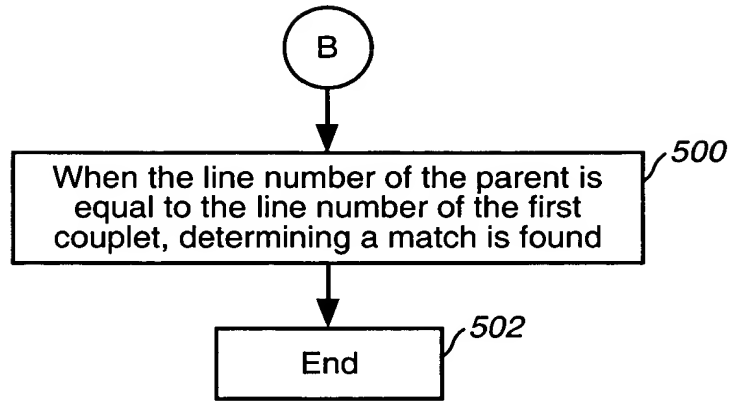 B
500
When the line number of the parent is
equal to the line number of the first
couplet, determining a match is found
502
End